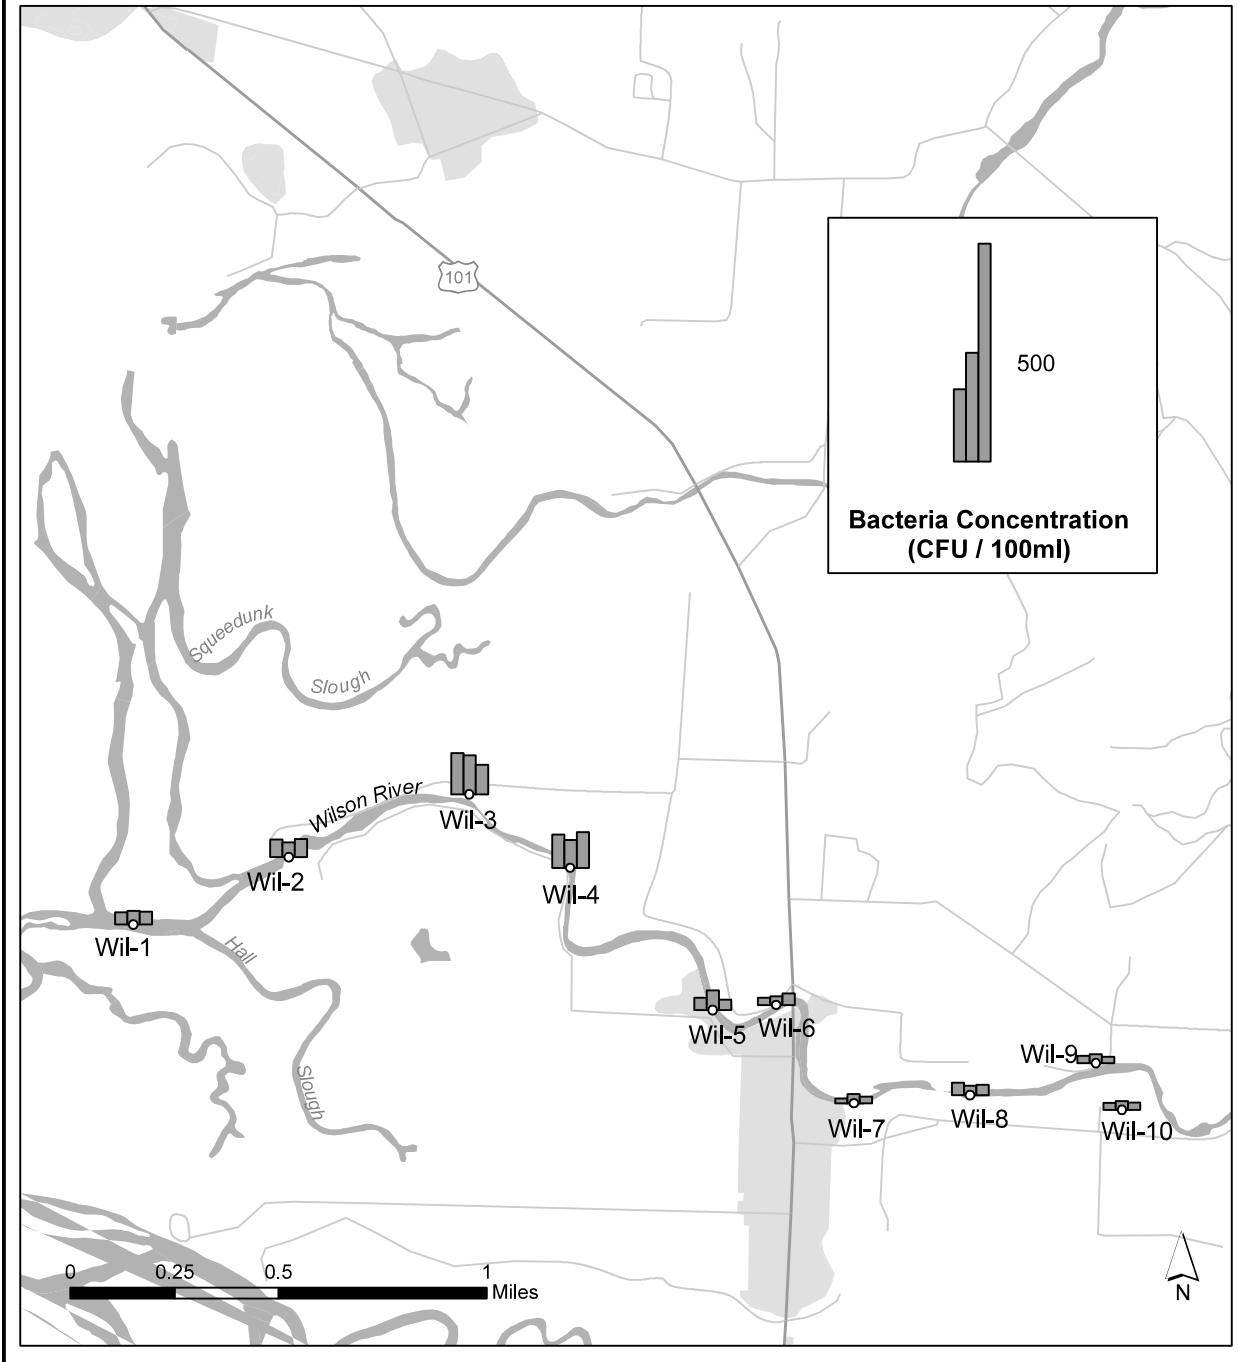 101
500
Bacteria Concentration
(CFU / 100ml)
Squeedunk
Slough
Wilson River
Wil-3
Wil-2
Wil-4
Wil-1
Hall
Slough
Wil-5
Wil-6
Wil-9
Wil-7
Wil-8
Wil-10
0 0.25 0.5 1
Miles
N